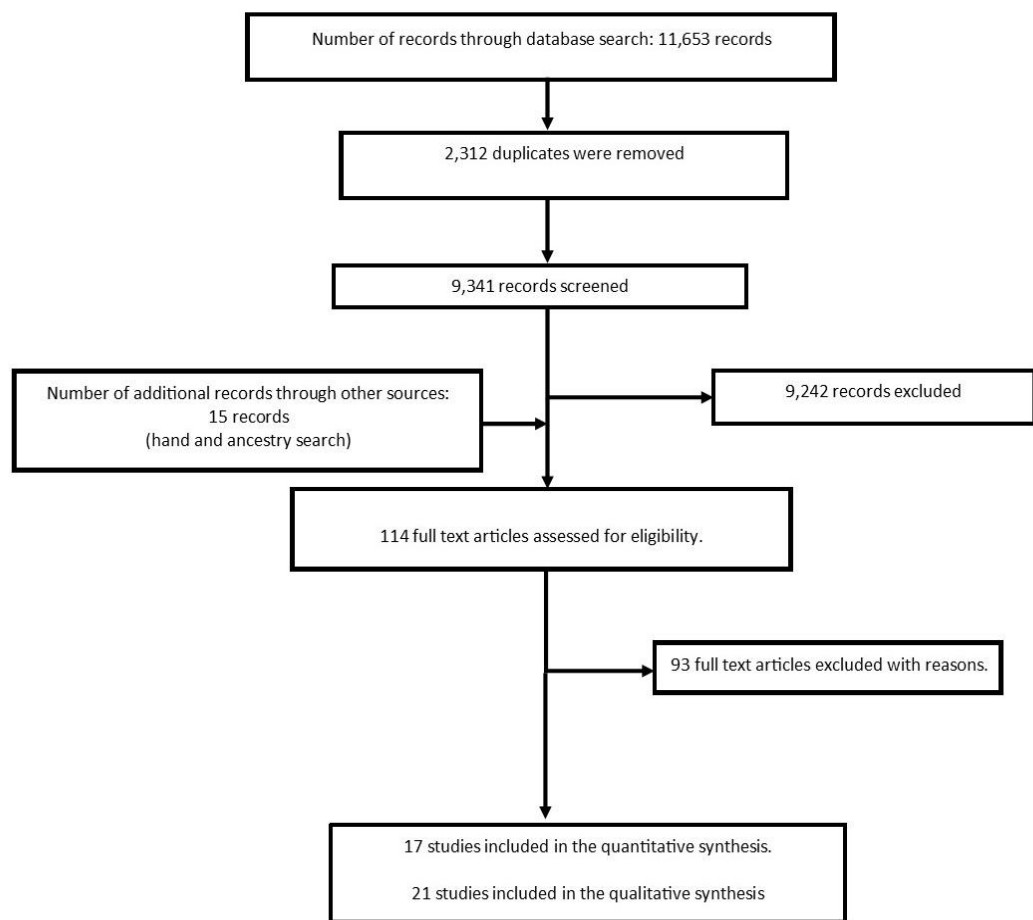 Number of records through database search: 11,653 records
2,312 duplicates were removed
9,341 records screened
Number of additional records through other sources:
15 records
(hand and ancestry search)
9,242 records excluded
114 full text articles assessed for eligibility.
93 full text articles excluded with reasons.
17 studies included in the quantitative synthesis.
21 studies included in the qualitative synthesis